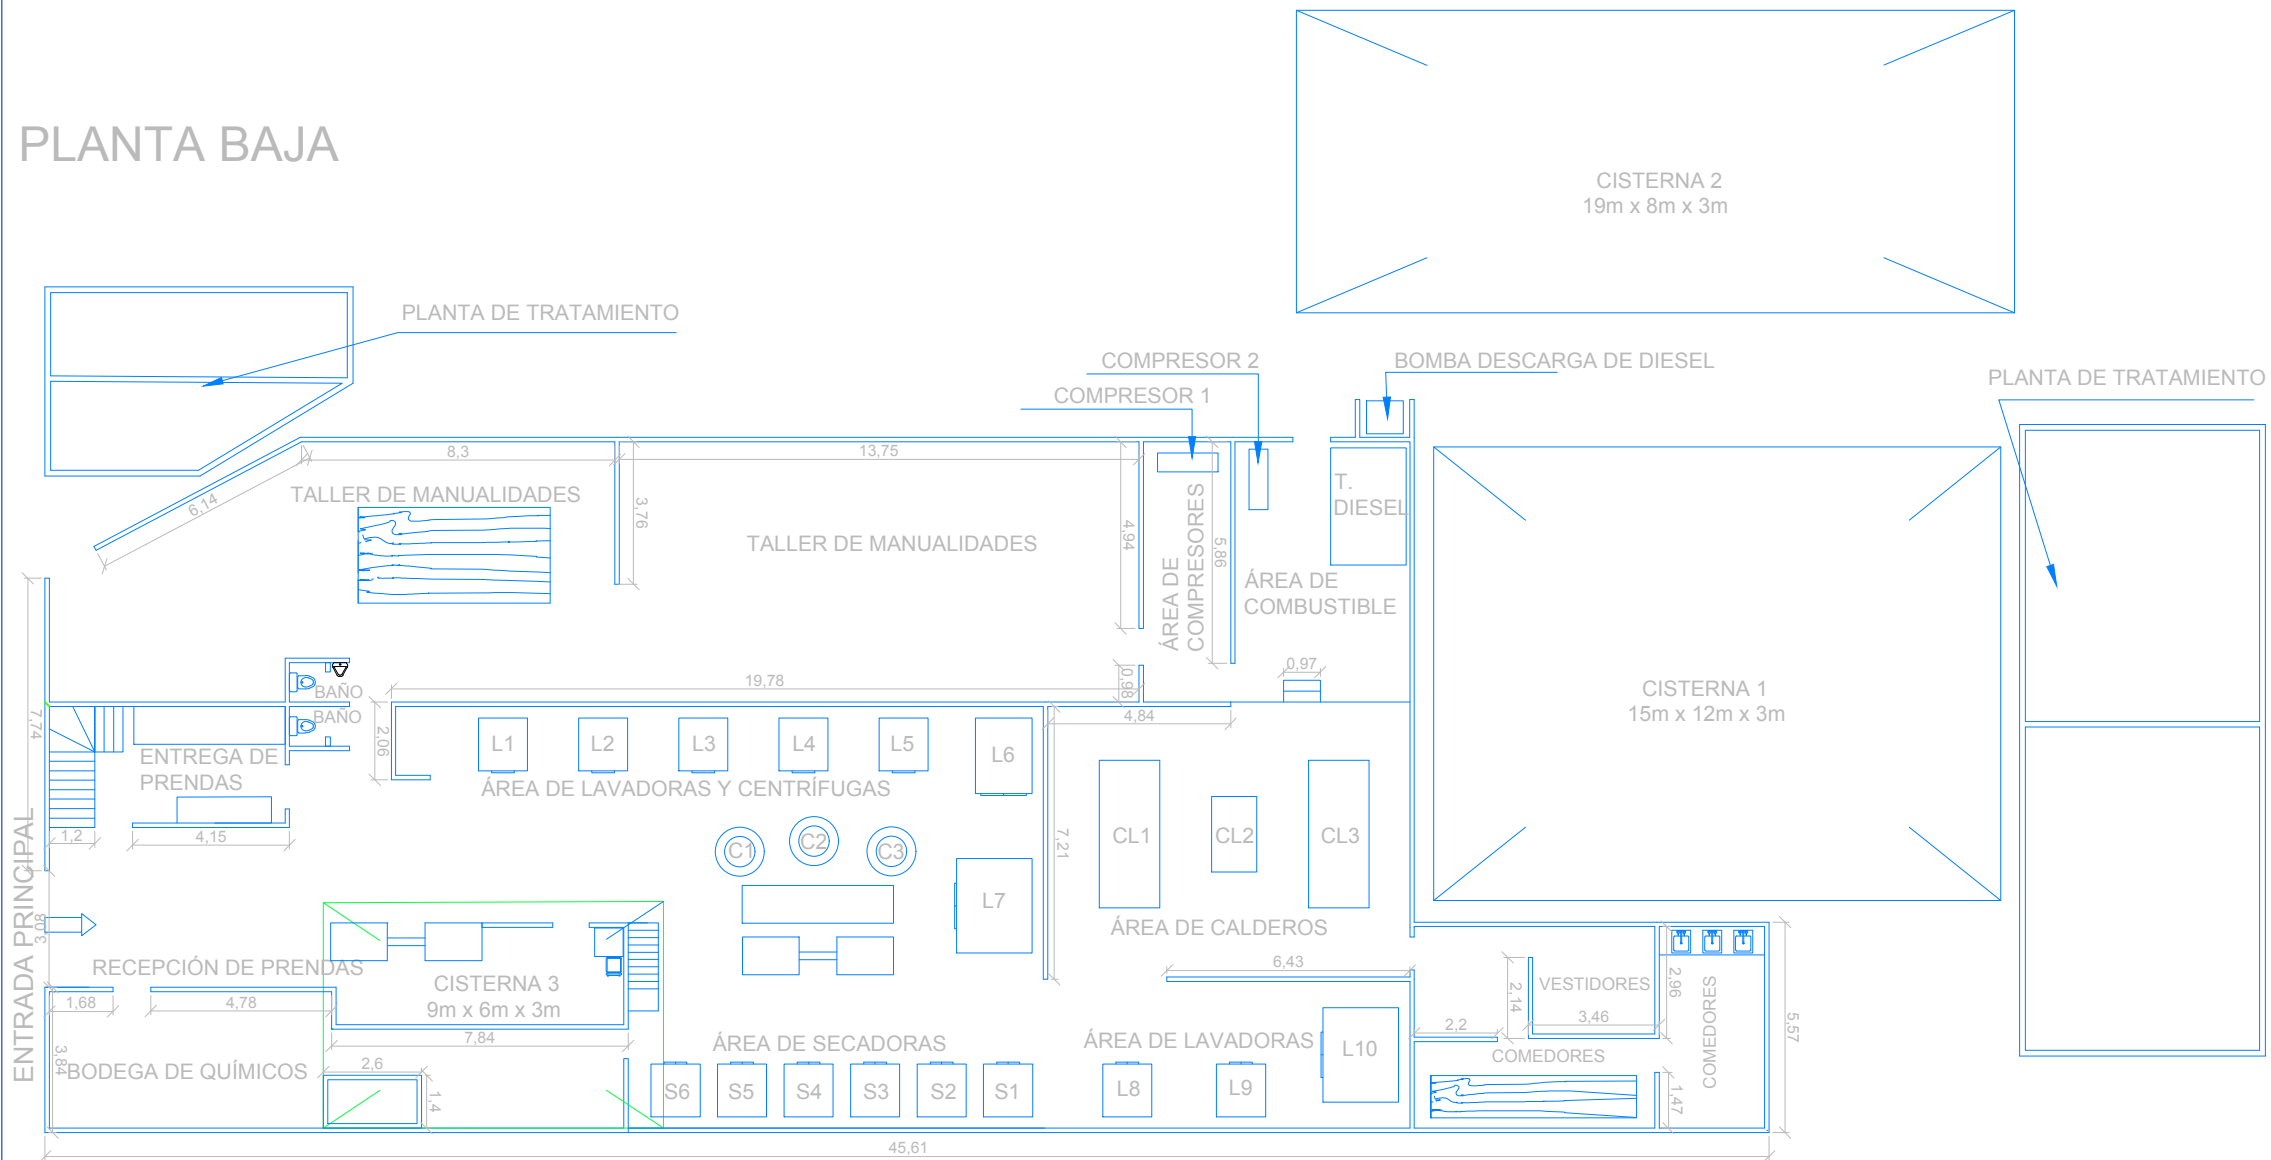 CISTERNA 2
19m x 8m x 3m
PLANTA BAJA
PLANTA DE TRATAMIENTO
COMPRESOR 2
COMPRESOR 1
BOMBA DESCARGA DE DIESEL
PLANTA DE TRATAMIENTO
8,3
13,75
6,14
TALLER DE MANUALIDADES
3,76
TALLER DE MANUALIDADES
4,94
ÁREA DE
COMPRESORES
5,86
T.
DIESEL
ÁREA DE
COMBUSTIBLE
0,97
0,98
19,78
4,84
CISTERNA 1
15m x 12m x 3m
BAÑO
BAÑO
7,74
2,06
ENTREGA DE
PRENDAS
1,2
4,15
L1
L2
L3
L4
L5
L6
ÁREA DE LAVADORAS Y CENTRÍFUGAS
C1
C2
C3
L7
7,21
CL1
CL2
CL3
ÁREA DE CALDEROS
6,43
ENTRADA PRINCIPAL
3,08
RECEPCIÓN DE PRENDAS
1,68
4,78
CISTERNA 3
9m x 6m x 3m
7,84
3,84
BODEGA DE QUÍMICOS
2,6
1,4
ÁREA DE SECADORAS
S6
S5
S4
S3
S2
S1
ÁREA DE LAVADORAS
L8
L9
L10
VESTIDORES
2,14
3,46
2,96
2,2
COMEDORES
COMEDORES
1,47
5,57
45,61